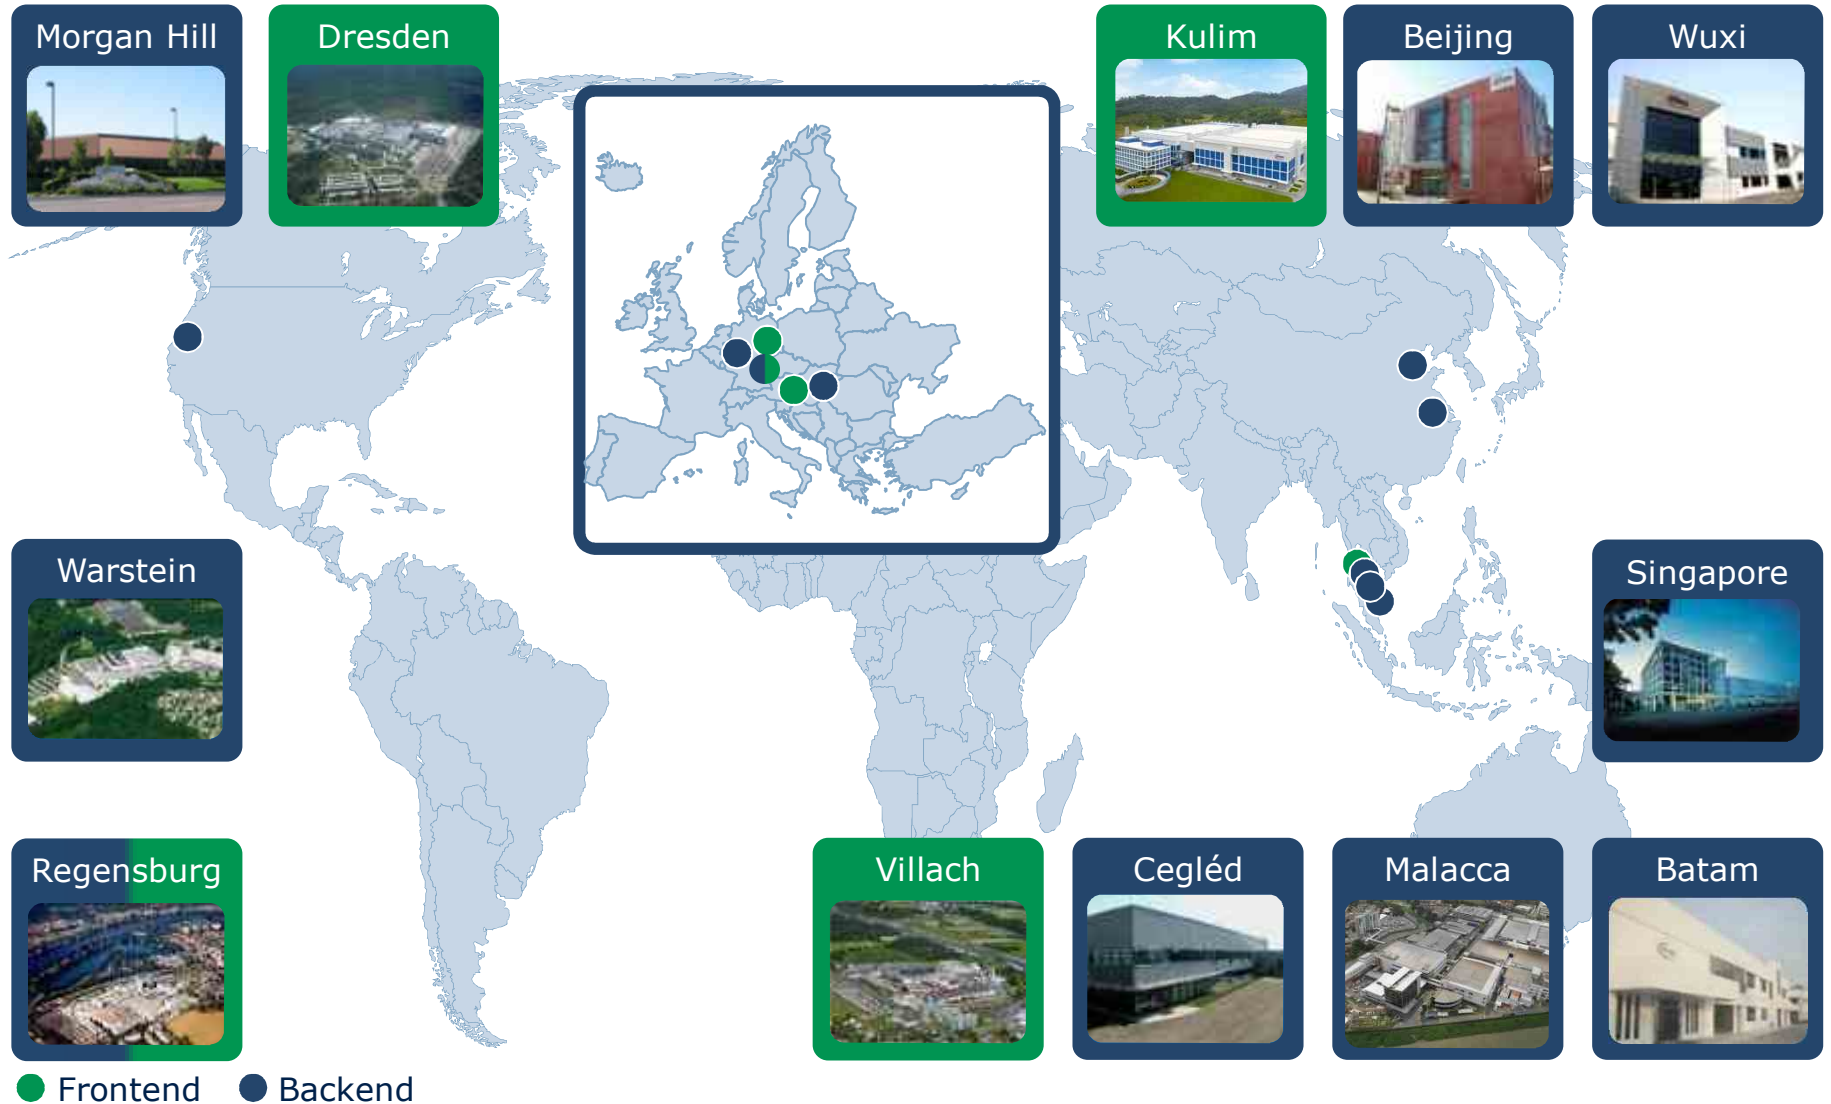 Morgan Hill
Dresden
Kulim
Beijing
Wuxi
Warstein
Singapore
Regensburg
Villach
Cegléd
Malacca
Batam
Frontend
Backend